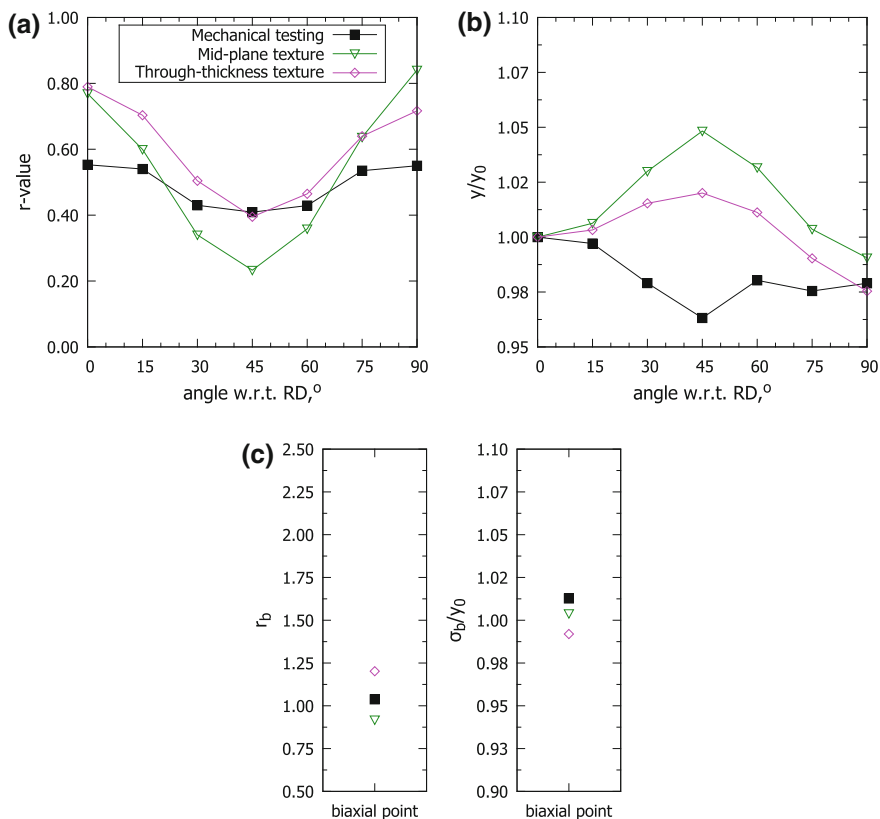 (a)
1.00
0.80
0.60
0.40
0.20
0.00
r-value
Mechanical testing
Mid-plane texture
Through-thickness texture
0 15 30 45 60 75 90
angle w.r.t. RD,°
(b)
1.10
1.07
1.05
1.02
1.00
0.98
0.95
y/y0
0 15 30 45 60 75 90
angle w.r.t. RD,°
(c)
2.50
2.25
2.00
1.75
1.50
1.25
1.00
0.75
0.50
rb
biaxial point
1.10
1.07
1.05
1.02
1.00
0.98
0.95
0.93
0.90
σb/y0
biaxial point